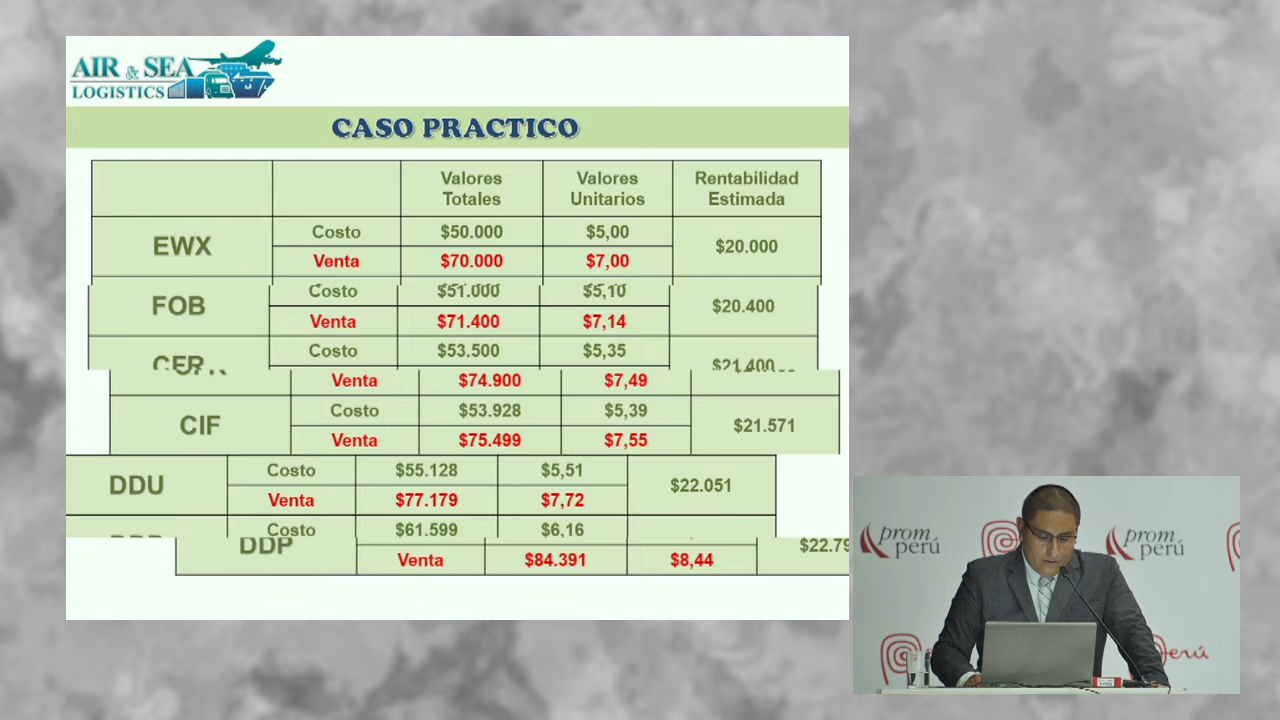 AIR & SEA
LOGISTICS
CASO PRACTICO
Valores Totales Valores Unitarios Rentabilidad Estimada
EWX Costo $50.000 $5,00 $20.000
Venta $70.000 $7,00
FOB Costo $51.000 $5,10 $20.400
Venta $71.400 $7,14
Costo $53.500 $5,35 $21.400
Venta $74.900 $7,49
CIF Costo $53.928 $5,39 $21.571
Venta $75.499 $7,55
DDU Costo $55.128 $5,51 $22.051
Venta $77.179 $7,72
Costo $61.599 $6,16
DDP
Venta $84.391 $8,44
prom
perú
prom
perú